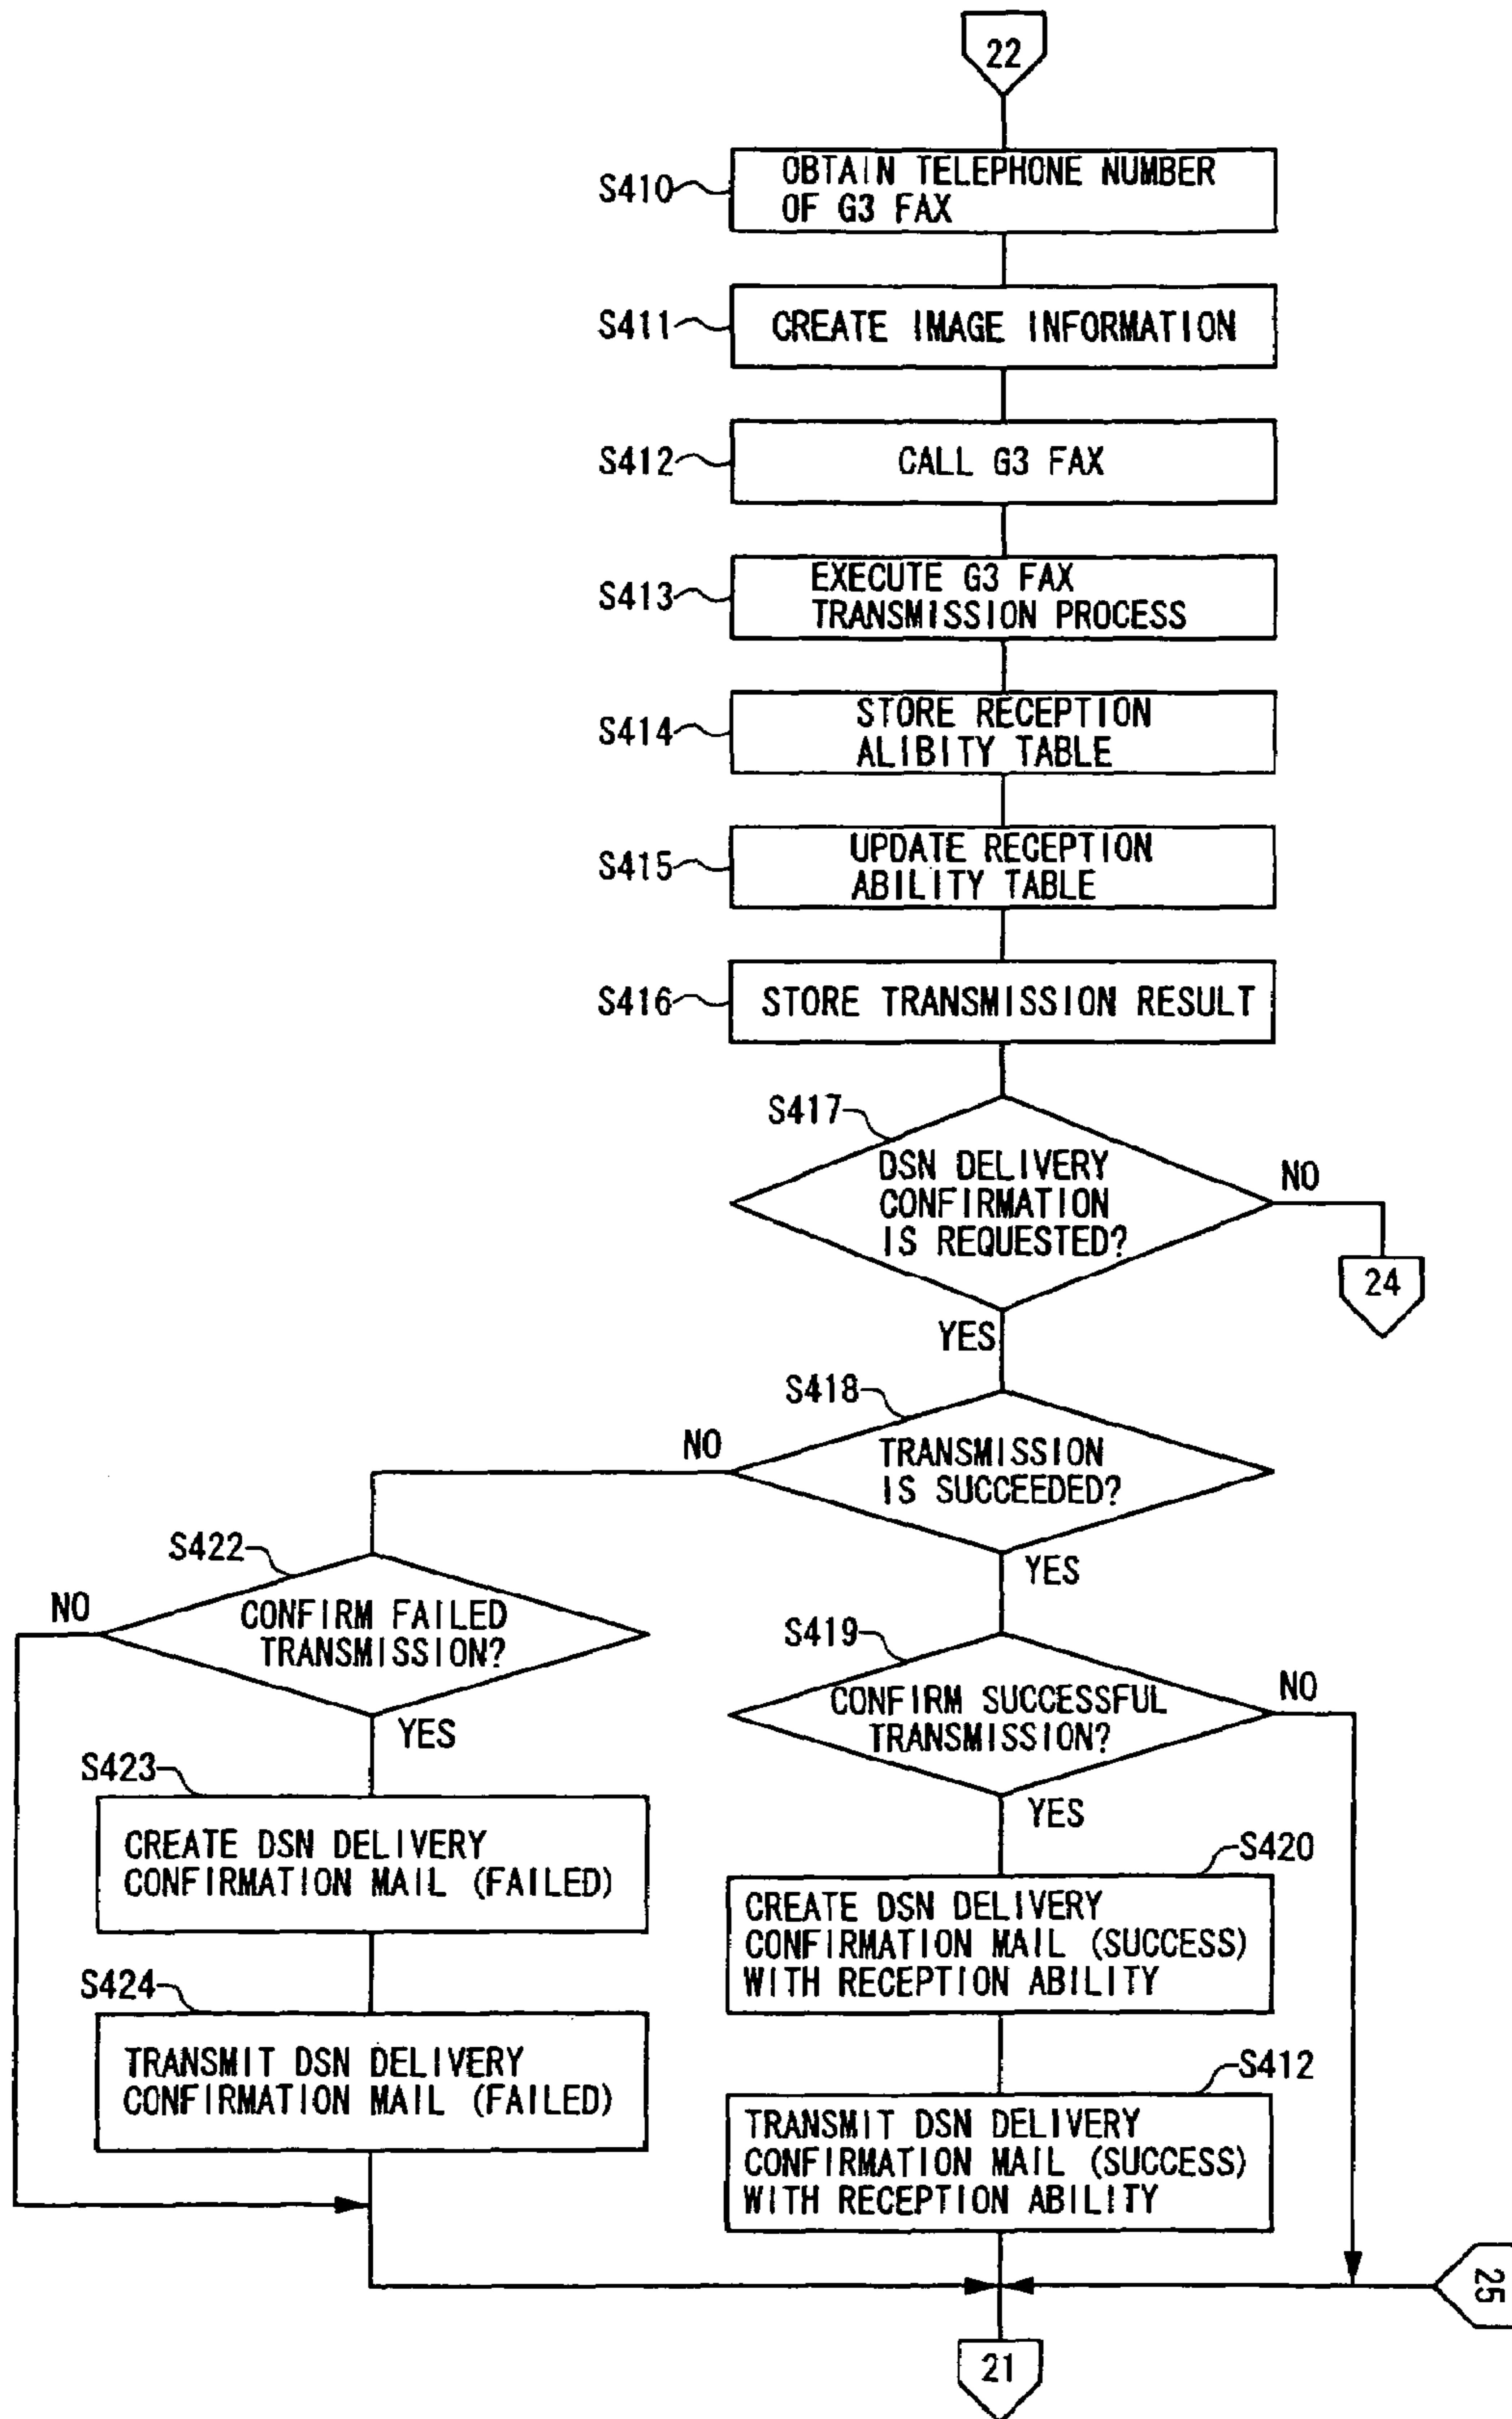 22
S410
OBTAIN TELEPHONE NUMBER
OF G3 FAX
S411
CREATE IMAGE INFORMATION
S412
CALL G3 FAX
S413
EXECUTE G3 FAX
TRANSMISSION PROCESS
S414
STORE RECEPTION
ALIBITY TABLE
S415
UPDATE RECEPTION
ABILITY TABLE
S416
STORE TRANSMISSION RESULT
S417
DSN DELIVERY
CONFIRMATION
IS REQUESTED?
NO
24
YES
S418
TRANSMISSION
IS SUCCEEDED?
NO
YES
S422
CONFIRM FAILED
TRANSMISSION?
NO
YES
S419
CONFIRM SUCCESSFUL
TRANSMISSION?
NO
YES
S423
CREATE DSN DELIVERY
CONFIRMATION MAIL (FAILED)
S420
CREATE DSN DELIVERY
CONFIRMATION MAIL (SUCCESS)
WITH RECEPTION ABILITY
S424
TRANSMIT DSN DELIVERY
CONFIRMATION MAIL (FAILED)
S412
TRANSMIT DSN DELIVERY
CONFIRMATION MAIL (SUCCESS)
WITH RECEPTION ABILITY
25
21